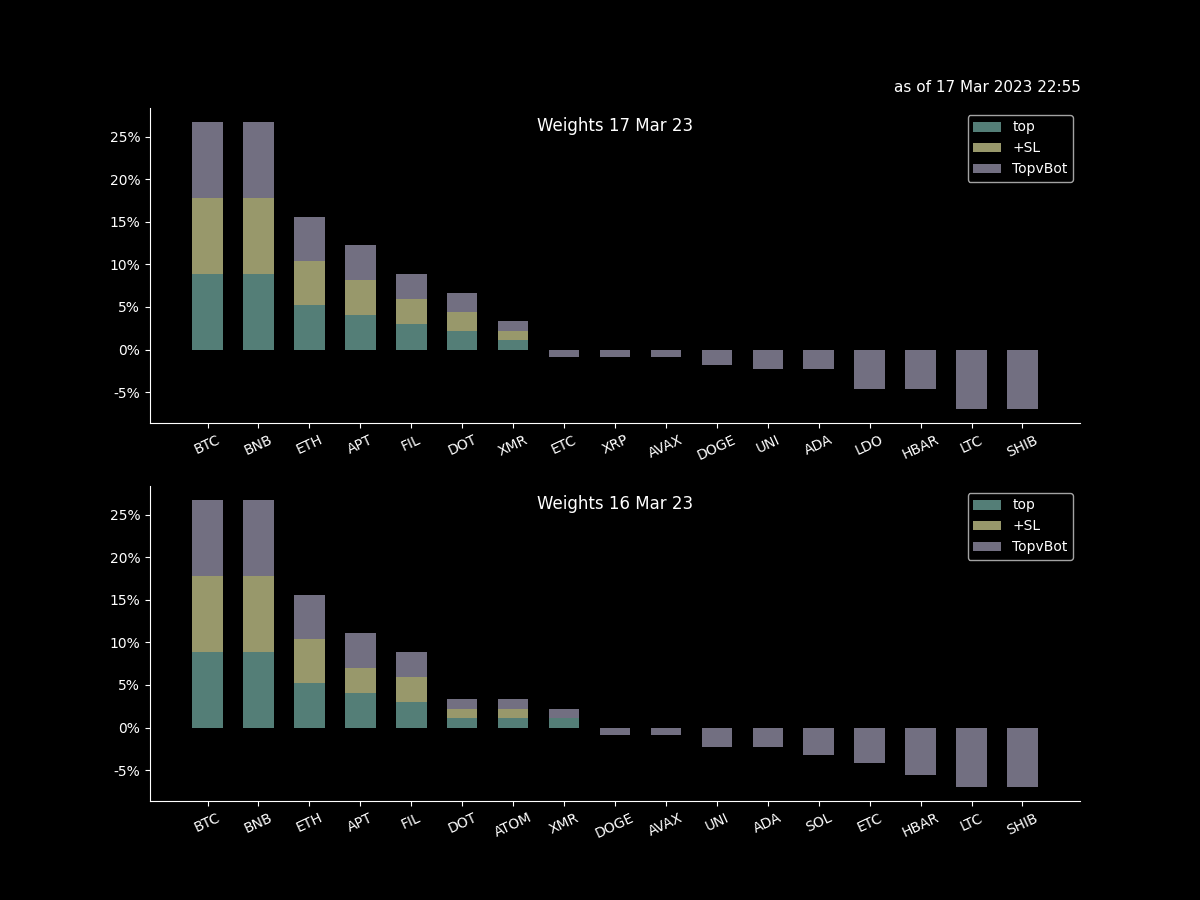 as of 17 Mar 2023 22:55
Weights 17 Mar 23
top
+SL
TopvBot
25%
20%
15%
10%
5%
0%
-5%
BTC BNB ETH APT FIL DOT XMR ETC XRP AVAX DOGE UNI ADA LDO HBAR LTC SHIB
Weights 16 Mar 23
top
+SL
TopvBot
25%
20%
15%
10%
5%
0%
-5%
BTC BNB ETH APT FIL DOT ATOM XMR DOGE AVAX UNI ADA SOL ETC HBAR LTC SHIB